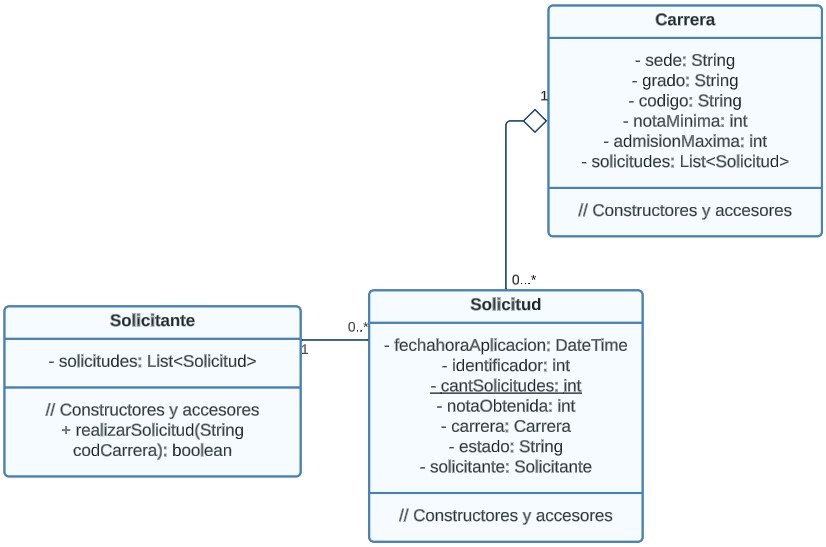 Carrera
- sede: String
- grado: String
- codigo: String
- notaMinima: int
- admisionMaxima: int
- solicitudes: List<Solicitud>
// Constructores y accesores
1
0...*
Solicitante
- solicitudes: List<Solicitud>
// Constructores y accesores
+ realizarSolicitud(String
codCarrera): boolean
1
0..*
Solicitud
- fechahoraAplicacion: DateTime
- identificador: int
- cantSolicitudes: int
- notaObtenida: int
- carrera: Carrera
- estado: String
- solicitante: Solicitante
// Constructores y accesores